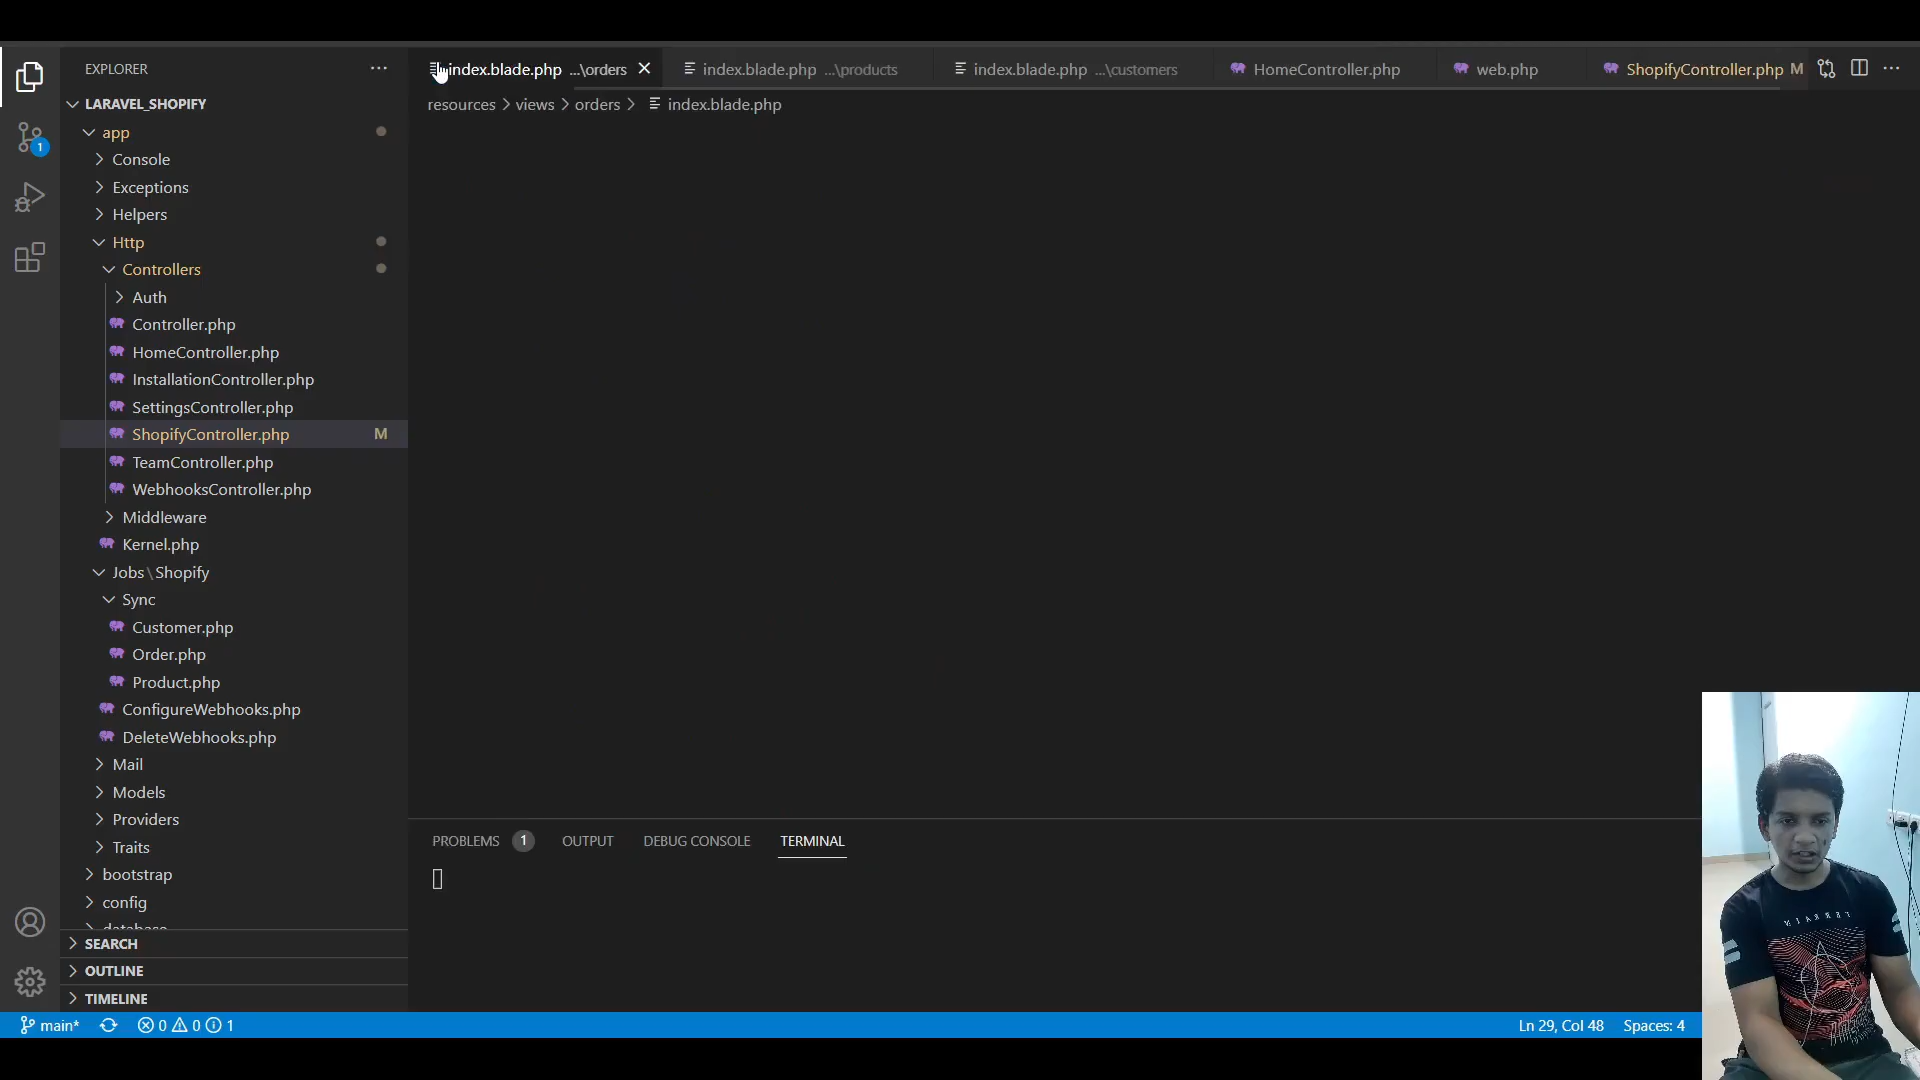 EXPLORER
index.blade.php ...\orders
index.blade.php ...\products
index.blade.php ...\customers
HomeController.php
web.php
ShopifyController.php M
LARAVEL_SHOPIFY
resources > views > orders > index.blade.php
app
Console
Exceptions
Helpers
Http
Controllers
Auth
Controller.php
HomeController.php
InstallationController.php
SettingsController.php
ShopifyController.php M
TeamController.php
WebhooksController.php
Middleware
Kernel.php
Jobs\Shopify
Sync
Customer.php
Order.php
Product.php
ConfigureWebhooks.php
DeleteWebhooks.php
Mail
Models
Providers
Traits
bootstrap
config
database
SEARCH
OUTLINE
TIMELINE
PROBLEMS 1 OUTPUT DEBUG CONSOLE TERMINAL
1
main* 0 0 1
Ln 29, Col 48 Spaces: 4